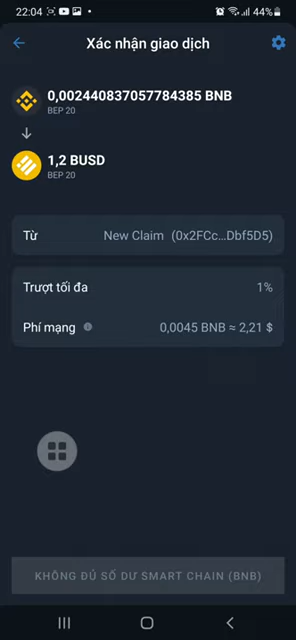 22:04 44%
Xác nhận giao dịch
0,002440837057784385 BNB
BEP 20
1,2 BUSD
BEP 20
Từ New Claim (0x2FCc...Dbf5D5)
Trượt tối đa 1%
Phí mạng 0,0045 BNB ≈ 2,21 $
KHÔNG ĐỦ SỐ DƯ SMART CHAIN (BNB)